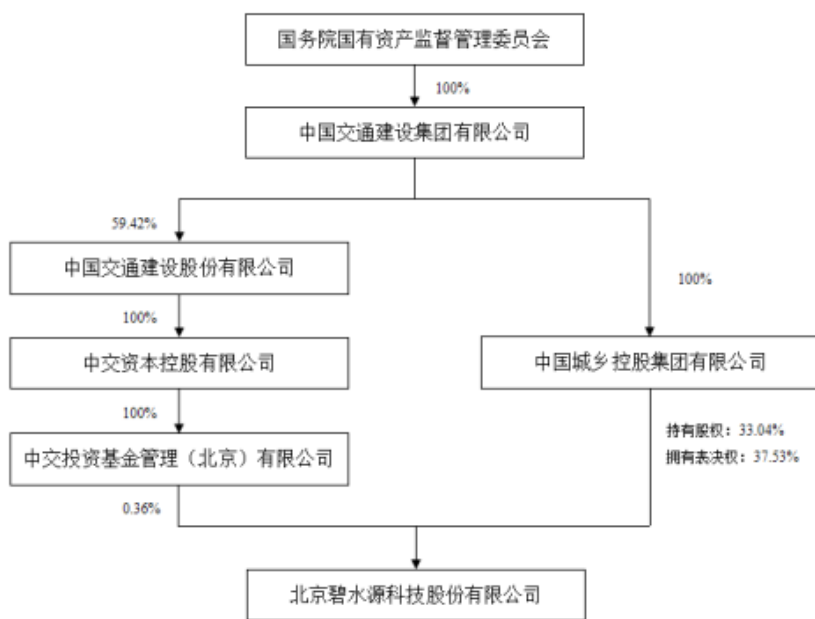 国务院国有资产监督管理委员会
100%
中国交通建设集团有限公司
59.42%
中国交通建设股份有限公司
100%
100%
中交资本控股有限公司
中国城乡控股集团有限公司
100%
持有股权：33.04%
中交投资基金管理（北京）有限公司
拥有表决权：37.53%
0.36%
北京碧水源科技股份有限公司